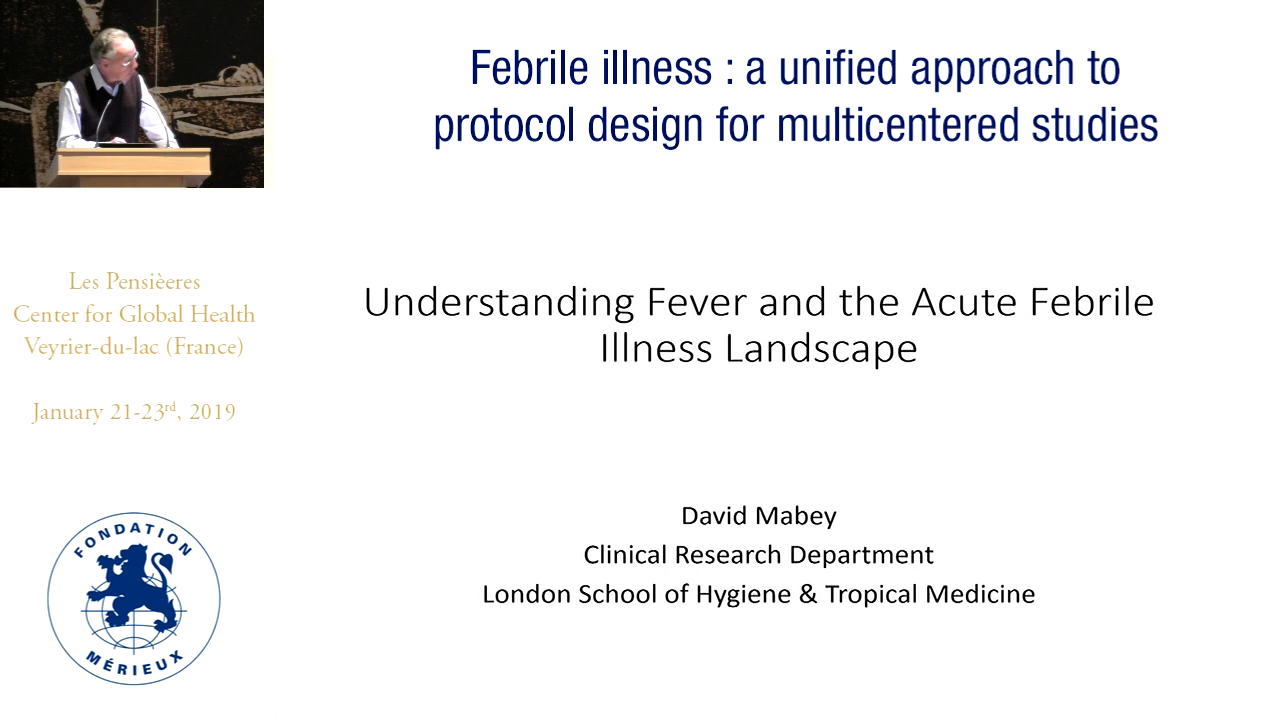 Febrile illness : a unified approach to
protocol design for multicentered studies
Les Pensièeres
Center for Global Health
Veyrier-du-lac (France)
January 21-23rd, 2019
Understanding Fever and the Acute Febrile
Illness Landscape
David Mabey
Clinical Research Department
London School of Hygiene & Tropical Medicine
FONDATION
MÉRIEUX